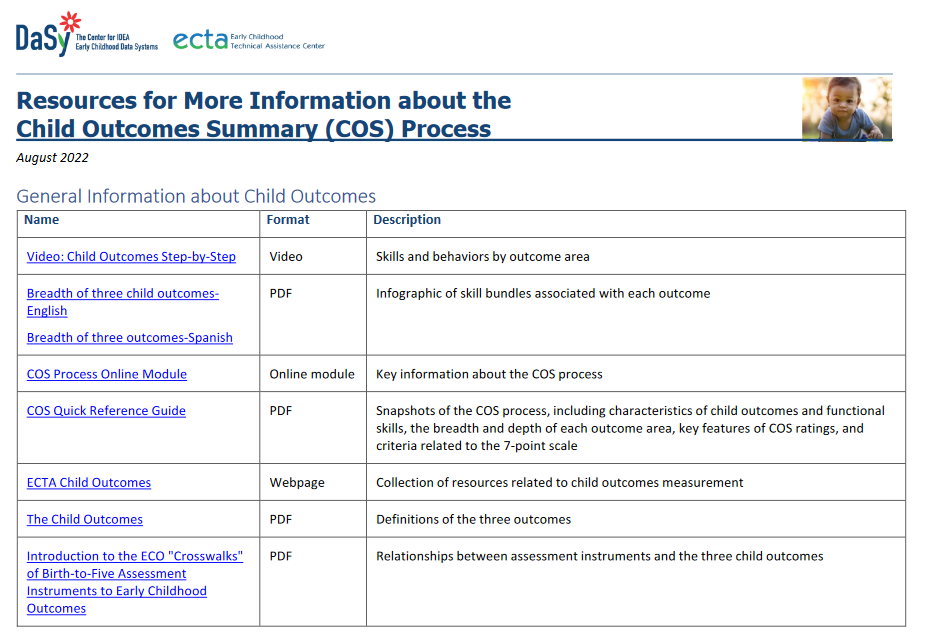 DaSy The Center for IDEA
Early Childhood Data Systems
ecta Early Childhood
Technical Assistance Center
Resources for More Information about the
Child Outcomes Summary (COS) Process
August 2022
General Information about Child Outcomes
Name Format Description
Video: Child Outcomes Step-by-Step Video Skills and behaviors by outcome area
Breadth of three child outcomes- PDF Infographic of skill bundles associated with each outcome
English
Breadth of three outcomes-Spanish
COS Process Online Module Online module Key information about the COS process
COS Quick Reference Guide PDF Snapshots of the COS process, including characteristics of child outcomes and functional
skills, the breadth and depth of each outcome area, key features of COS ratings, and
criteria related to the 7-point scale
ECTA Child Outcomes Webpage Collection of resources related to child outcomes measurement
The Child Outcomes PDF Definitions of the three outcomes
Introduction to the ECO "Crosswalks" PDF Relationships between assessment instruments and the three child outcomes
of Birth-to-Five Assessment
Instruments to Early Childhood
Outcomes